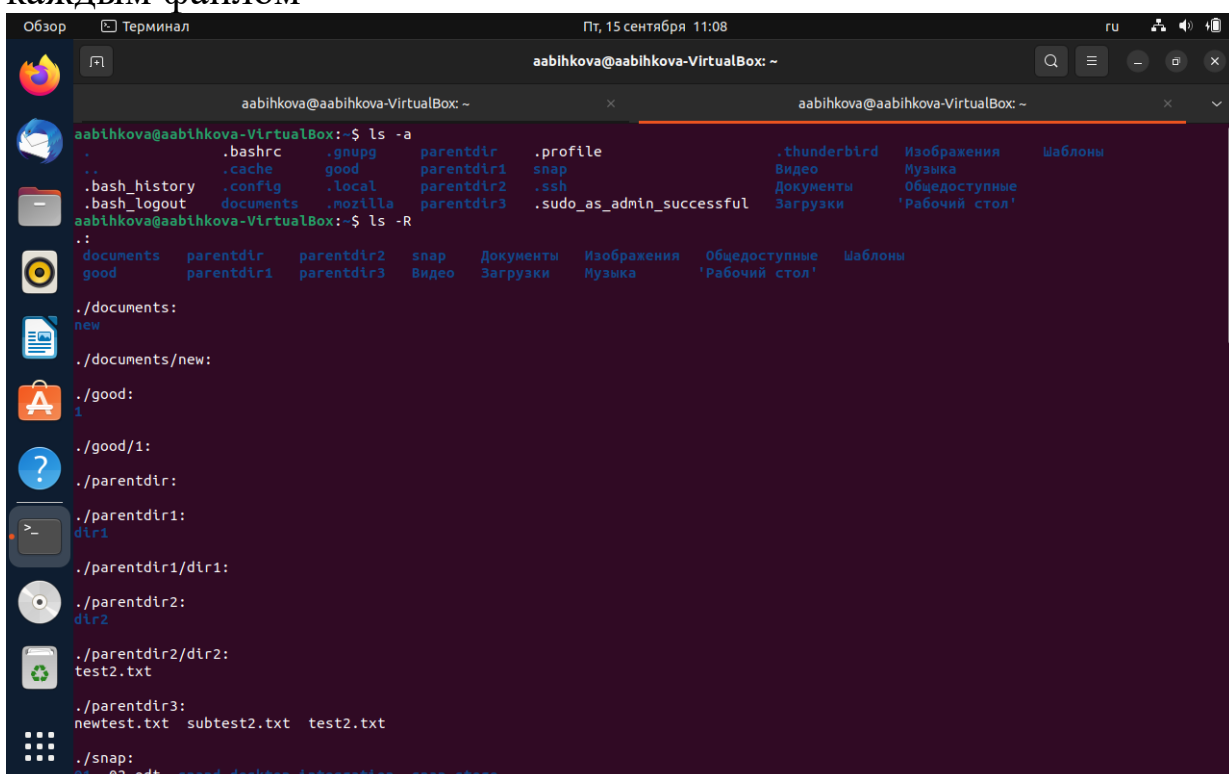 каждым файлом
Обзор Терминал Пт, 15 сентября 11:08 ru
aabihkova@aabihkova-VirtualBox: ~
aabihkova@aabihkova-VirtualBox: ~ aabihkova@aabihkova-VirtualBox: ~
aabihkova@aabihkova-VirtualBox:~$ ls -a
. .bashrc .gnupg parentdir .profile .thunderbird Изображения Шаблоны
.. .cache good parentdir1 snap Видео Музыка
.bash_history .config .local parentdir2 .ssh Документы Общедоступные
.bash_logout documents .mozilla parentdir3 .sudo_as_admin_successful Загрузки 'Рабочий стол'
aabihkova@aabihkova-VirtualBox:~$ ls -R
.:
documents parentdir parentdir2 snap Документы Изображения Общедоступные Шаблоны
good parentdir1 parentdir3 Видео Загрузки Музыка 'Рабочий стол'
./documents:
new
./documents/new:
./good:
1
./good/1:
./parentdir:
./parentdir1:
dir1
./parentdir1/dir1:
./parentdir2:
dir2
./parentdir2/dir2:
test2.txt
./parentdir3:
newtest.txt subtest2.txt test2.txt
./snap: